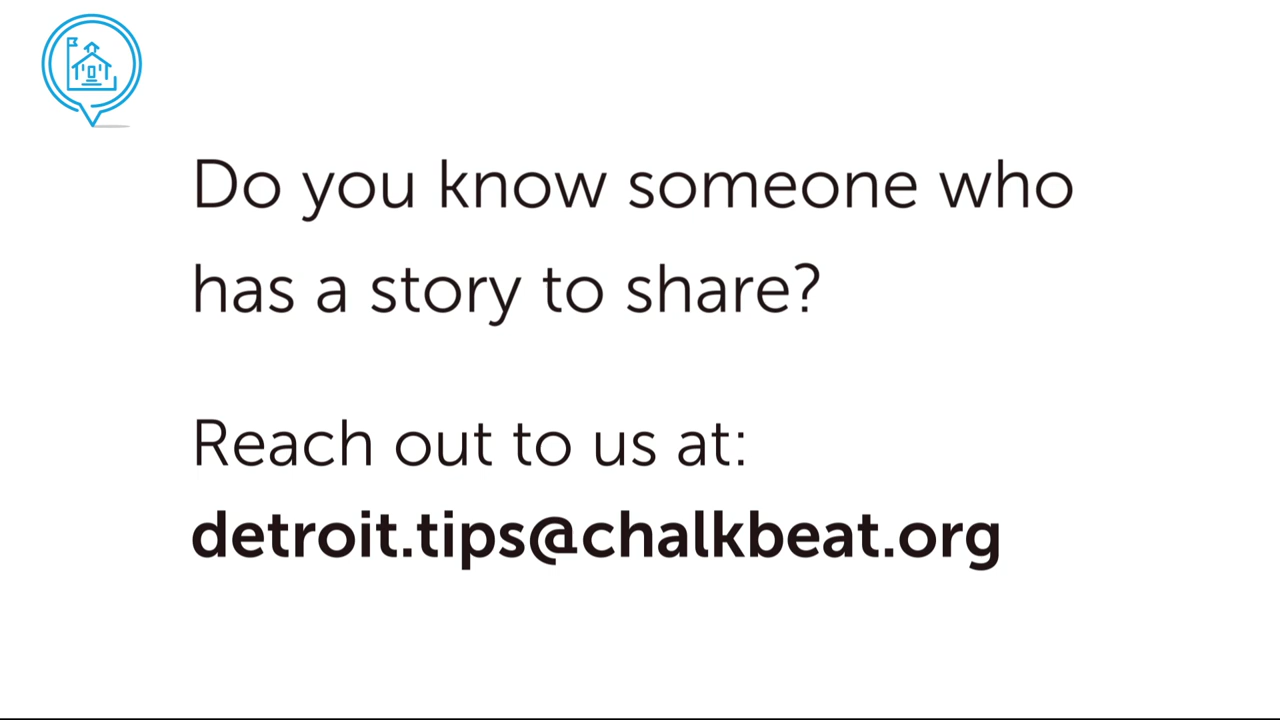 Do you know someone who
has a story to share?
Reach out to us at:
detroit.tips@chalkbeat.org